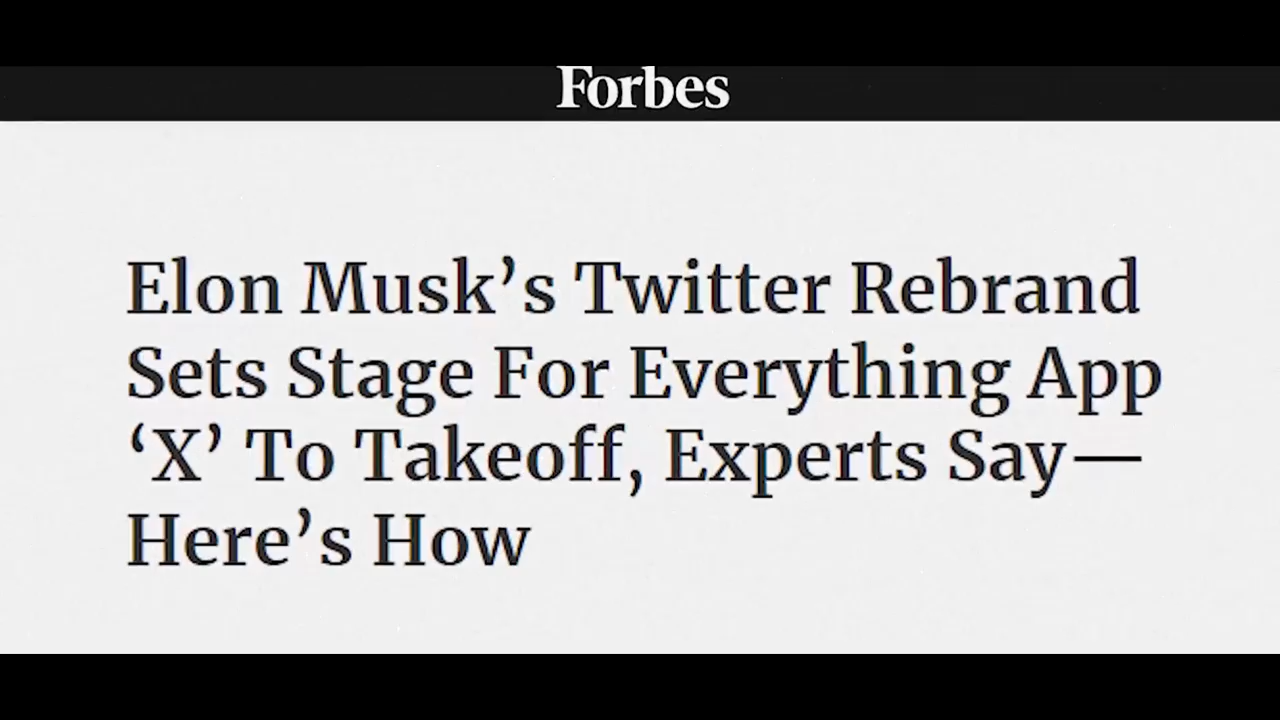 Forbes
Elon Musk’s Twitter Rebrand
Sets Stage For Everything App
‘X’ To Takeoff, Experts Say—
Here’s How